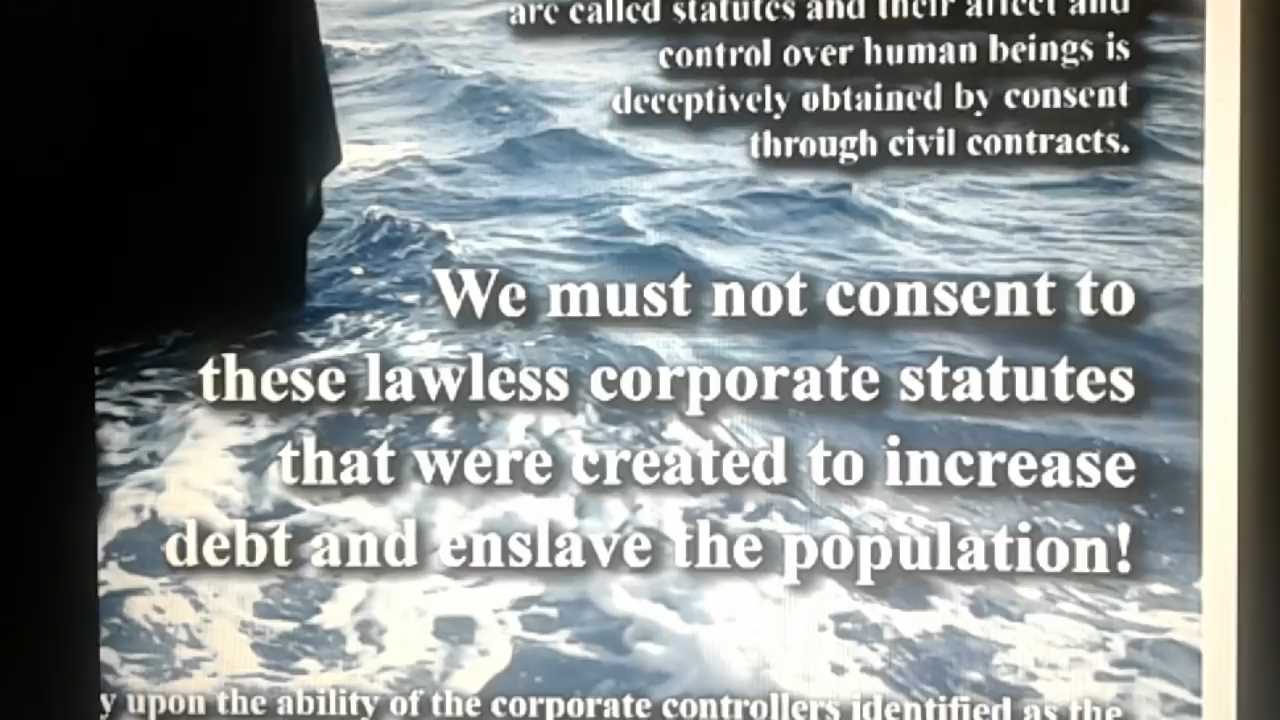 are called statutes and their affect and
control over human beings is
deceptively obtained by consent
through civil contracts.
We must not consent to
these lawless corporate statutes
that were created to increase
debt and enslave the population!
y upon the ability of the corporate controllers identified as the